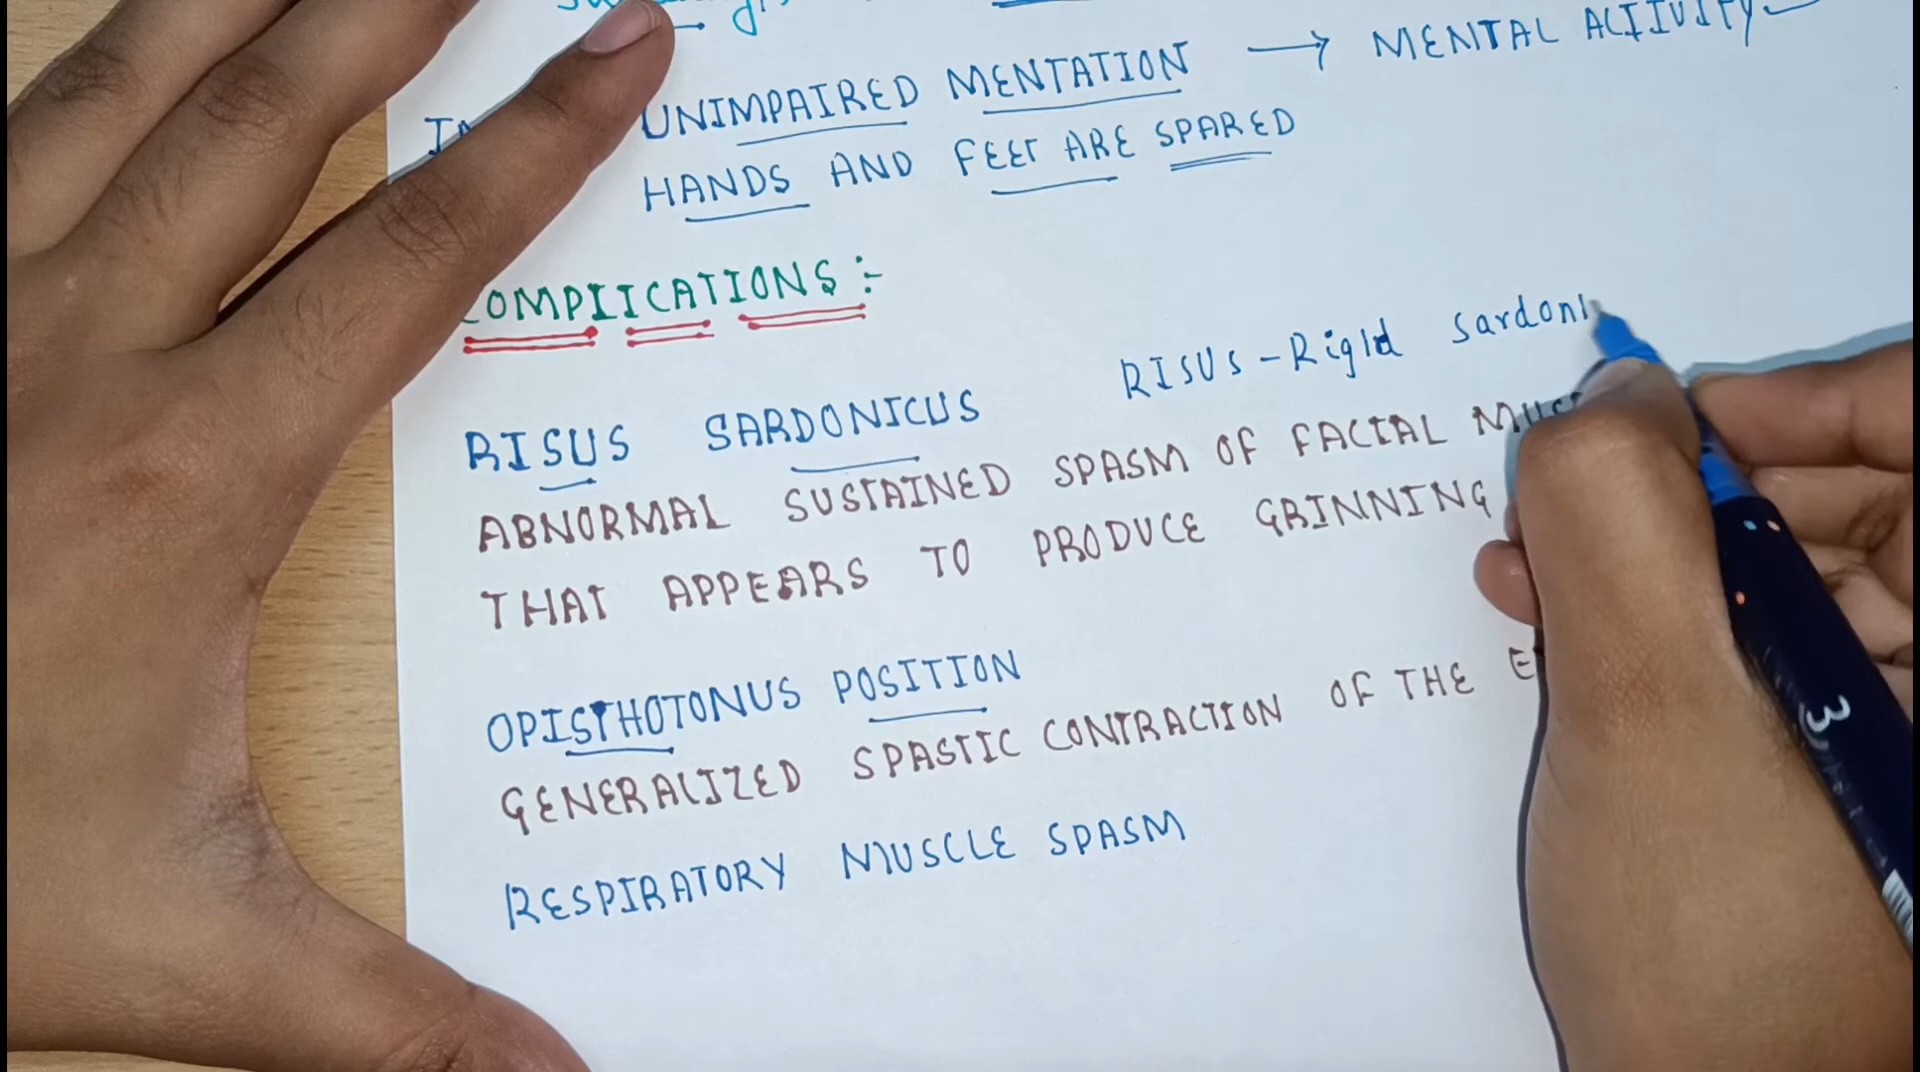 UNIMPAIRED MENTATION → MENTAL ACTIVITY
HANDS AND FEET ARE SPARED
COMPIICATIONS :-
RISUS - Rigid Sardoni
RISUS SARDONICUS
ABNORMAL SUSTAINED SPASM OF FACIAL
THAT APPEARS TO PRODUCE GRINNING
OPISTHOTONUS POSITION
GENERALIZED SPASTIC CONTRACTION OF THE
RESPIRATORY MUSCLE SPASM